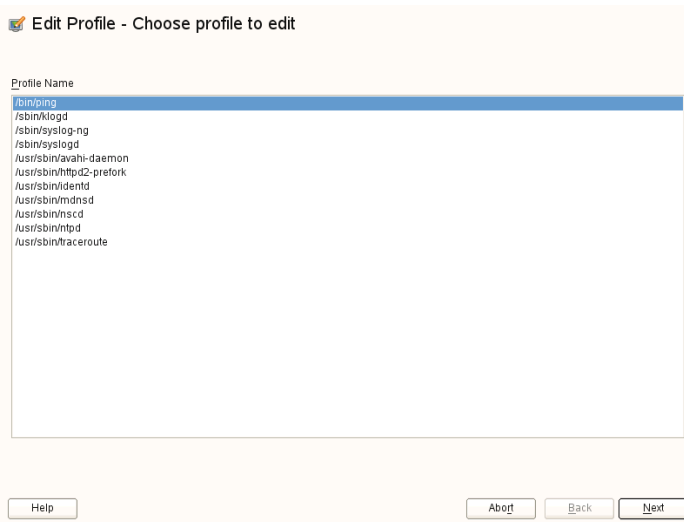 Edit Profile - Choose profile to edit
Profile Name
/bin/ping
/sbin/klogd
/sbin/syslog-ng
/sbin/syslogd
/usr/sbin/avahi-daemon
/usr/sbin/httpd2-prefork
/usr/sbin/identd
/usr/sbin/mdnsd
/usr/sbin/nscd
/usr/sbin/ntpd
/usr/sbin/traceroute
Help Abort Back Next